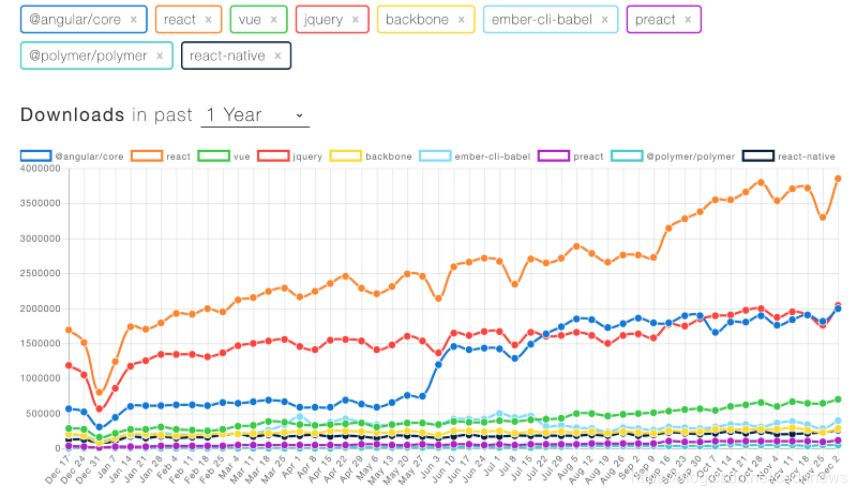 @angular/core × react × vue × jquery × backbone × ember-cli-babel × preact ×
@polymer/polymer × react-native ×
Downloads in past 1 Year
@angular/core react vue jquery backbone ember-cli-babel preact @polymer/polymer react-native
4000000
3500000
3000000
2500000
2000000
1500000
1000000
500000
0
Dec 17 Dec 24 Dec 31 Jan 7 Jan 14 Jan 21 Jan 28 Feb 4 Feb 11 Feb 18 Feb 25 Mar 4 Mar 11 Mar 18 Mar 25 Apr 1 Apr 8 Apr 15 Apr 22 Apr 29 May 6 May 13 May 20 May 27 Jun 3 Jun 10 Jun 17 Jun 24 Jul 1 Jul 8 Jul 15 Jul 22 Jul 29 Aug 5 Aug 12 Aug 19 Aug 26 Sep 2 Sep 9 Sep 16 Sep 23 Sep 30 Oct 7 Oct 14 Oct 21 Oct 28 Nov 4 Nov 11 Nov 18 Nov 25 Dec 2